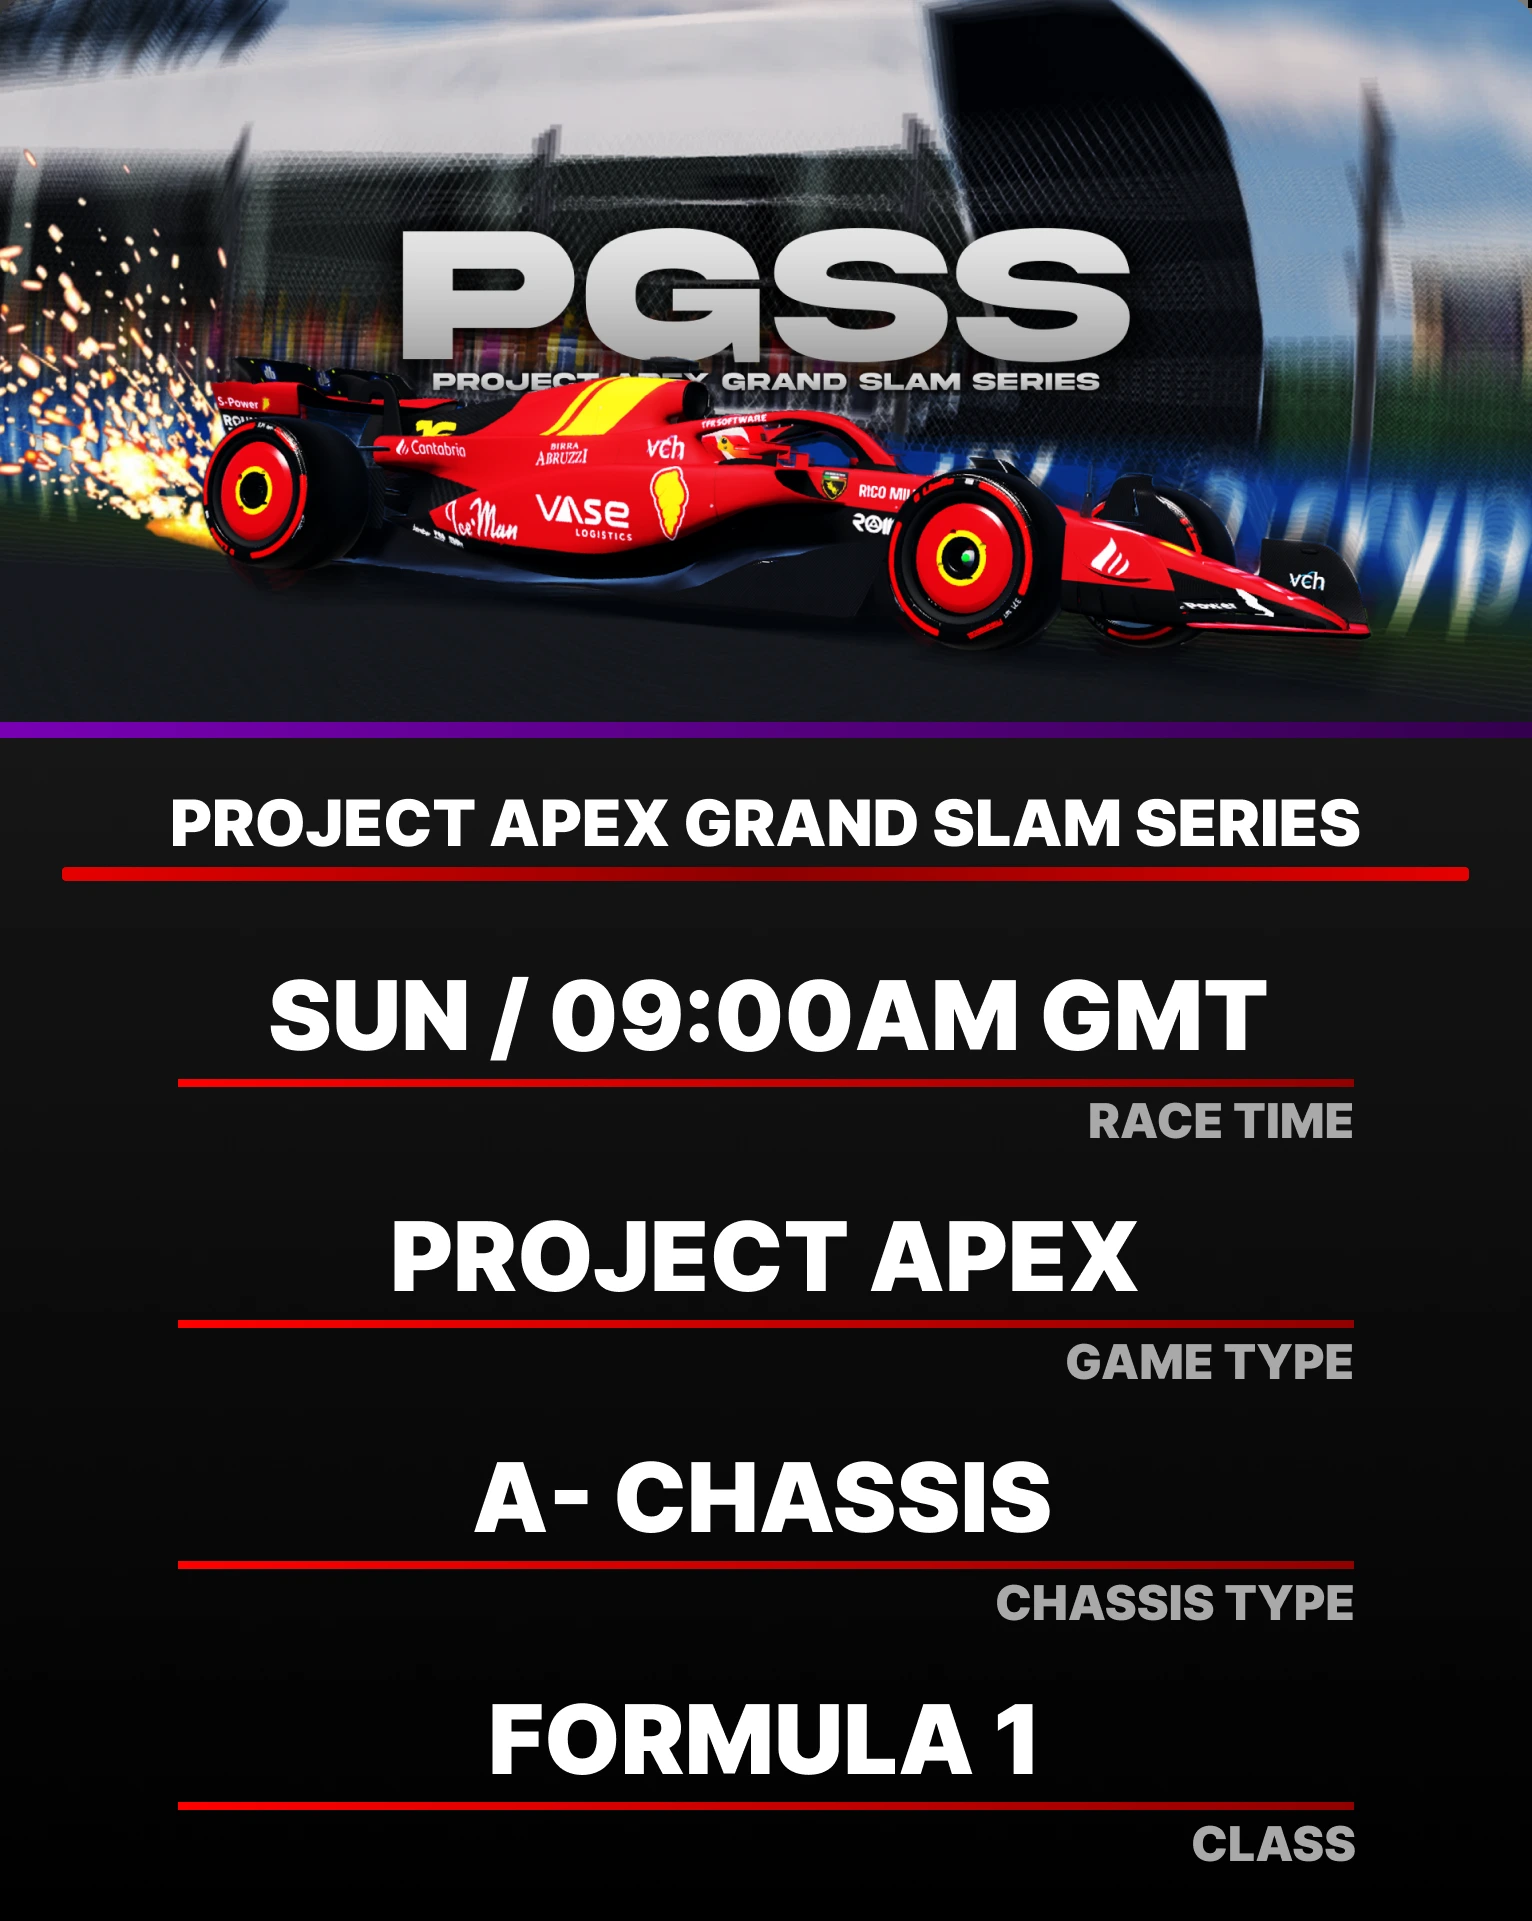 PGSS
PROJECT APEX GRAND SLAM SERIES
S-Power
16
Cantabria
BIRRA
ABRUZZI
vch
RICO
Ice·Man
VASE
LOGISTICS
vch
Power
PROJECT APEX GRAND SLAM SERIES
SUN / 09:00AM GMT
RACE TIME
PROJECT APEX
GAME TYPE
A- CHASSIS
CHASSIS TYPE
FORMULA 1
CLASS